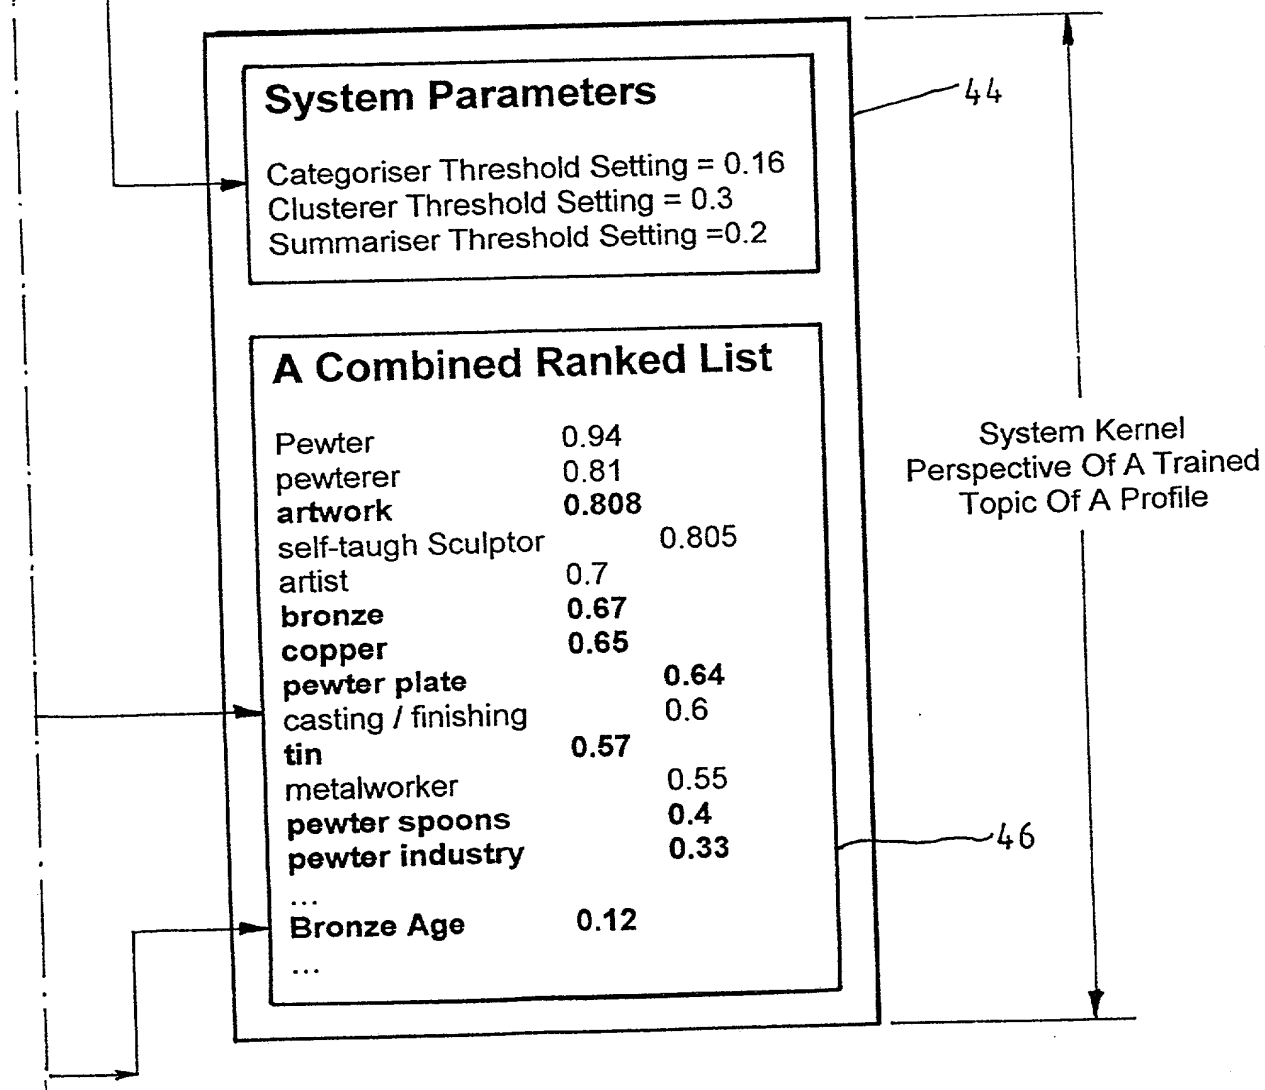 System Parameters
44
Categoriser Threshold Setting = 0.16
Clusterer Threshold Setting = 0.3
Summariser Threshold Setting =0.2
A Combined Ranked List
Pewter 0.94
pewterer 0.81
artwork 0.808
self-taugh Sculptor 0.805
artist 0.7
bronze 0.67
copper 0.65
pewter plate 0.64
casting / finishing 0.6
tin 0.57
metalworker 0.55
pewter spoons 0.4
pewter industry 0.33
...
Bronze Age 0.12
...
System Kernel
Perspective Of A Trained
Topic Of A Profile
46